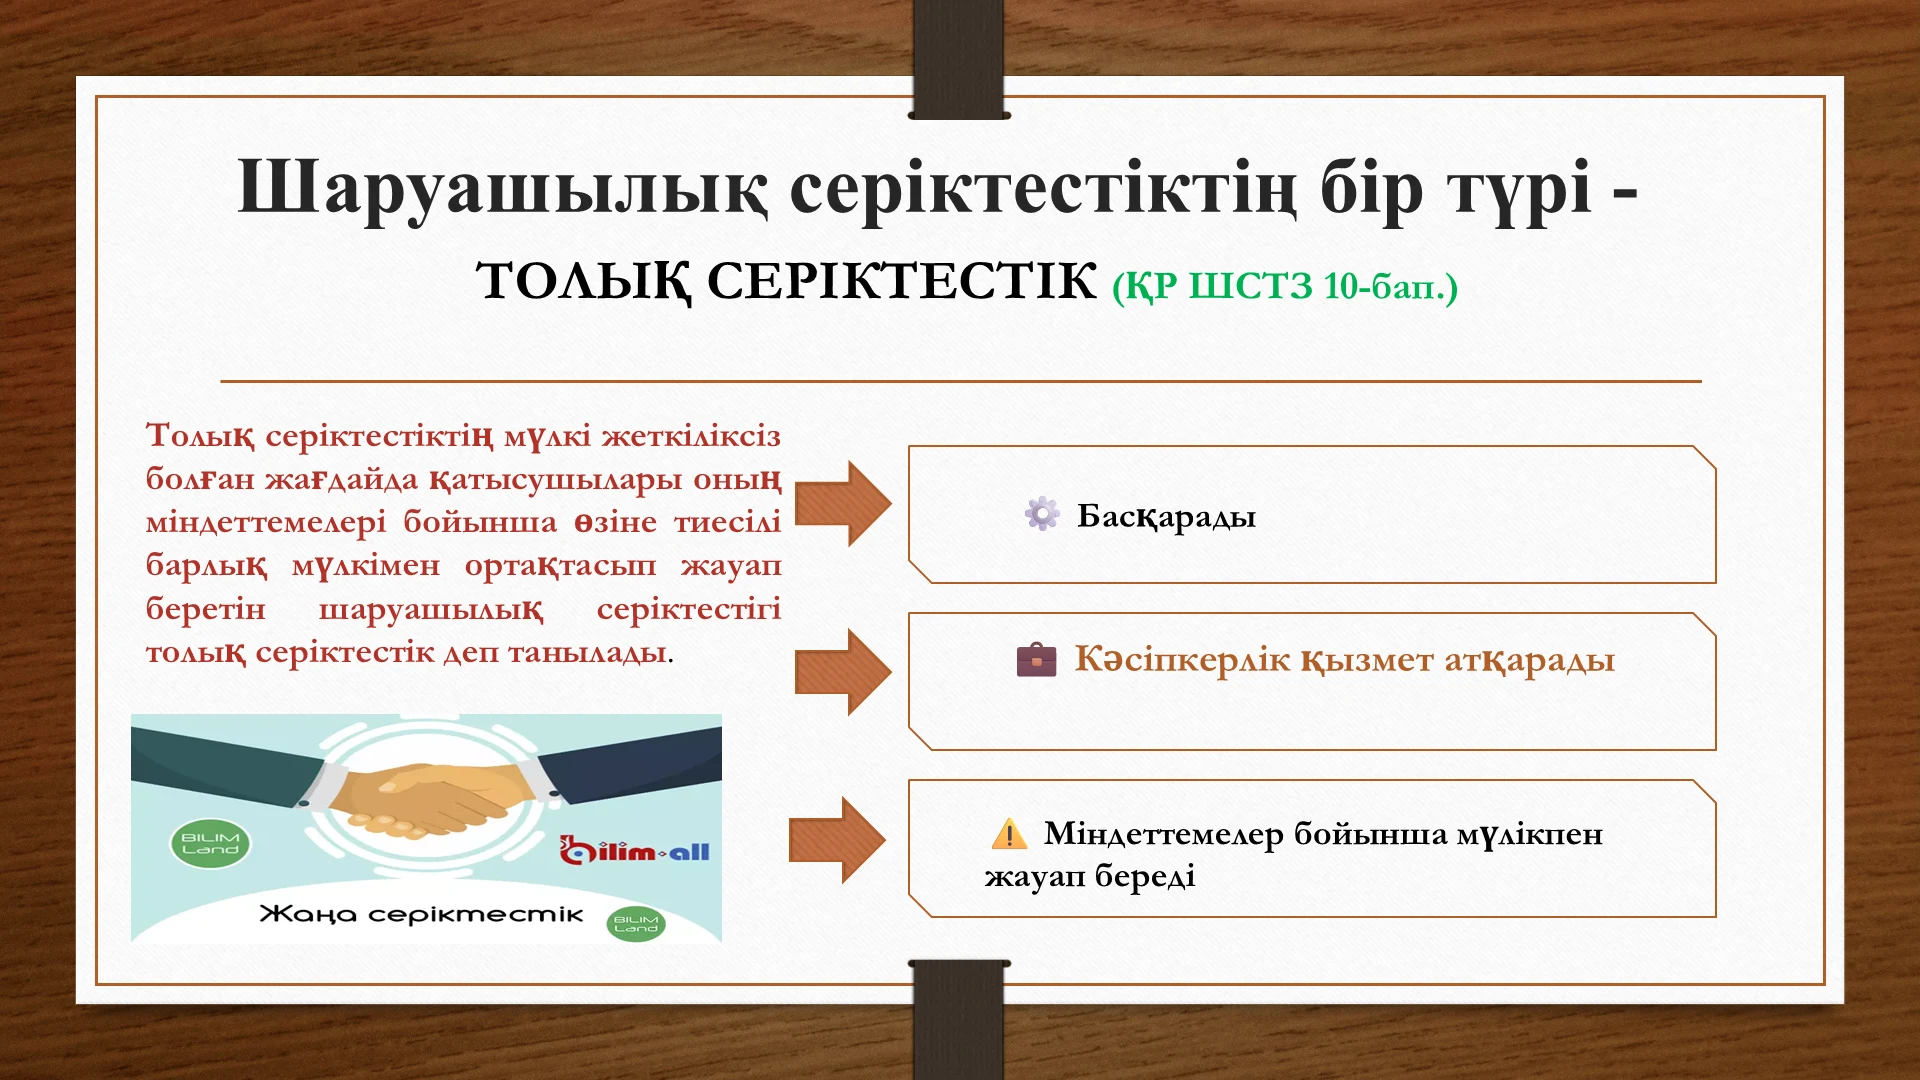 Шаруашылық серіктестіктің бір түрі -
ТОЛЫҚ СЕРІКТЕСТІК (ҚР ШСТЗ 10-бап.)
Толық серіктестіктің мүлкі жеткіліксіз
болған жағдайда қатысушылары оның
міндеттемелері бойынша өзіне тиесілі
барлық мүлкімен ортақтасып жауап
беретін шаруашылық серіктестігі
толық серіктестік деп танылады.
Басқарады
Кәсіпкерлік қызмет атқарады
Міндеттемелер бойынша мүлікпен
жауап береді
BILIM
Land
bilim-all
Жаңа серіктестік
BILIM
Land